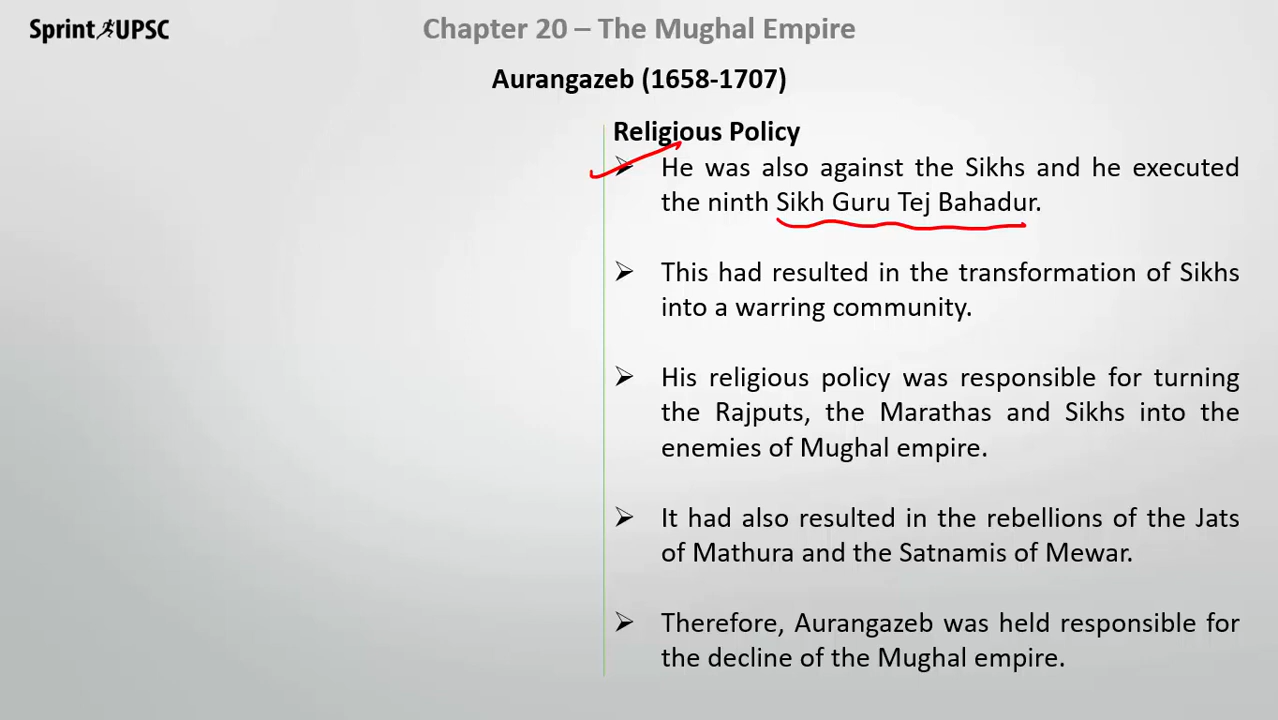 Sprint UPSC
Chapter 20 – The Mughal Empire
Aurangazeb (1658-1707)
Religious Policy
➢ He was also against the Sikhs and he executed
the ninth Sikh Guru Tej Bahadur.
➢ This had resulted in the transformation of Sikhs
into a warring community.
➢ His religious policy was responsible for turning
the Rajputs, the Marathas and Sikhs into the
enemies of Mughal empire.
➢ It had also resulted in the rebellions of the Jats
of Mathura and the Satnamis of Mewar.
➢ Therefore, Aurangazeb was held responsible for
the decline of the Mughal empire.